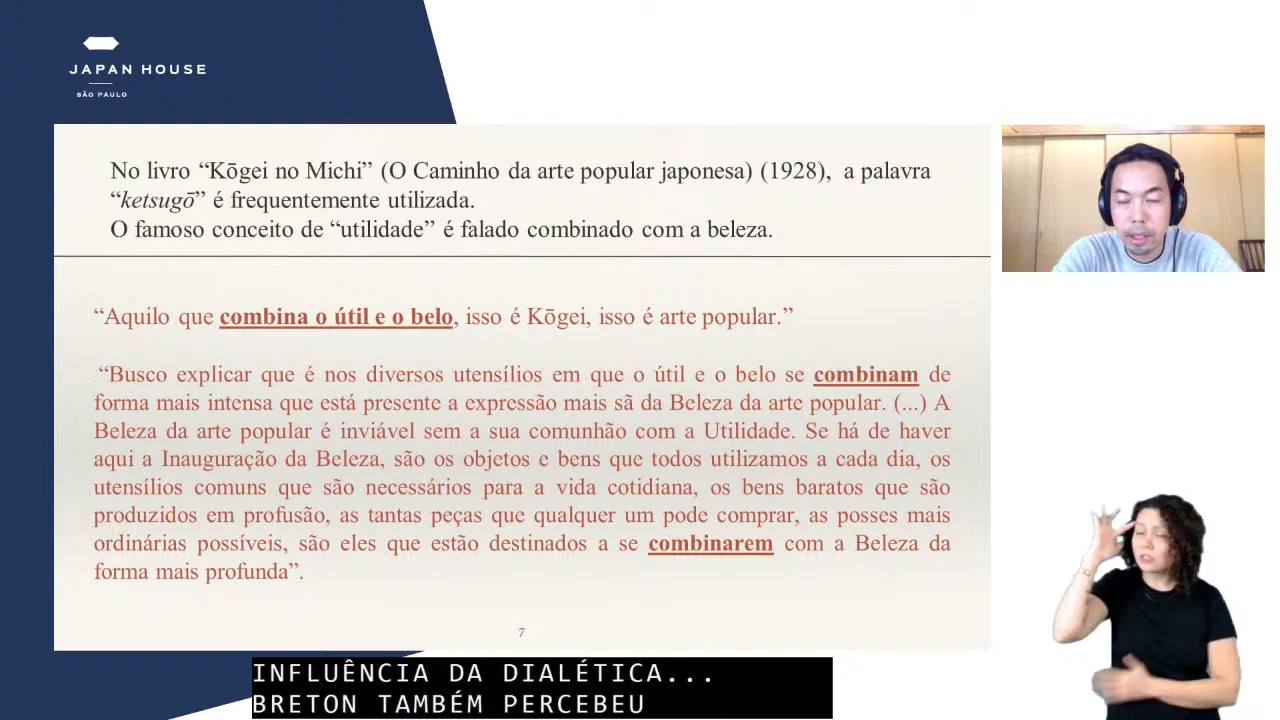 JAPAN HOUSE
SÃO PAULO
No livro “Kōgei no Michi” (O Caminho da arte popular japonesa) (1928), a palavra
“ketsugō” é frequentemente utilizada.
O famoso conceito de “utilidade” é falado combinado com a beleza.
“Aquilo que combina o útil e o belo, isso é Kōgei, isso é arte popular.”
“Busco explicar que é nos diversos utensílios em que o útil e o belo se combinam de
forma mais intensa que está presente a expressão mais sã da Beleza da arte popular. (...) A
Beleza da arte popular é inviável sem a sua comunhão com a Utilidade. Se há de haver
aqui a Inauguração da Beleza, são os objetos e bens que todos utilizamos a cada dia, os
utensílios comuns que são necessários para a vida cotidiana, os bens baratos que são
produzidos em profusão, as tantas peças que qualquer um pode comprar, as posses mais
ordinárias possíveis, são eles que estão destinados a se combinarem com a Beleza da
forma mais profunda”.
7
INFLUÊNCIA DA DIALÉTICA...
BRETON TAMBÉM PERCEBEU